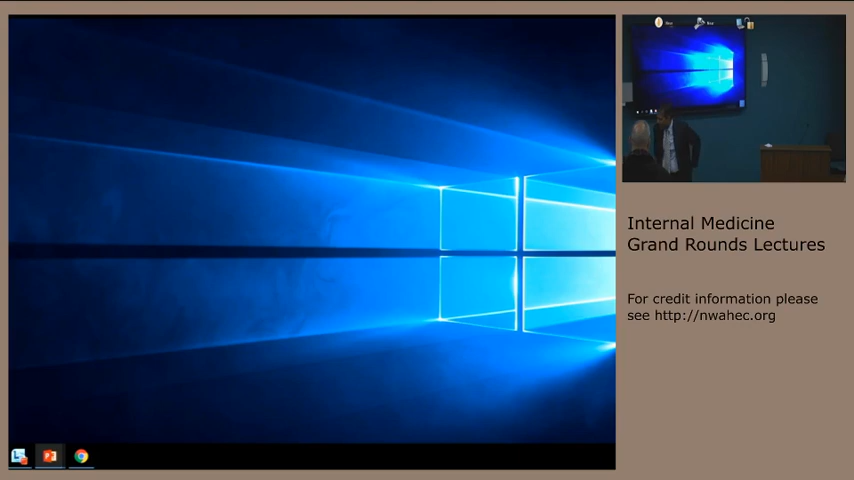 Internal Medicine
Grand Rounds Lectures
For credit information please
see http://nwahec.org